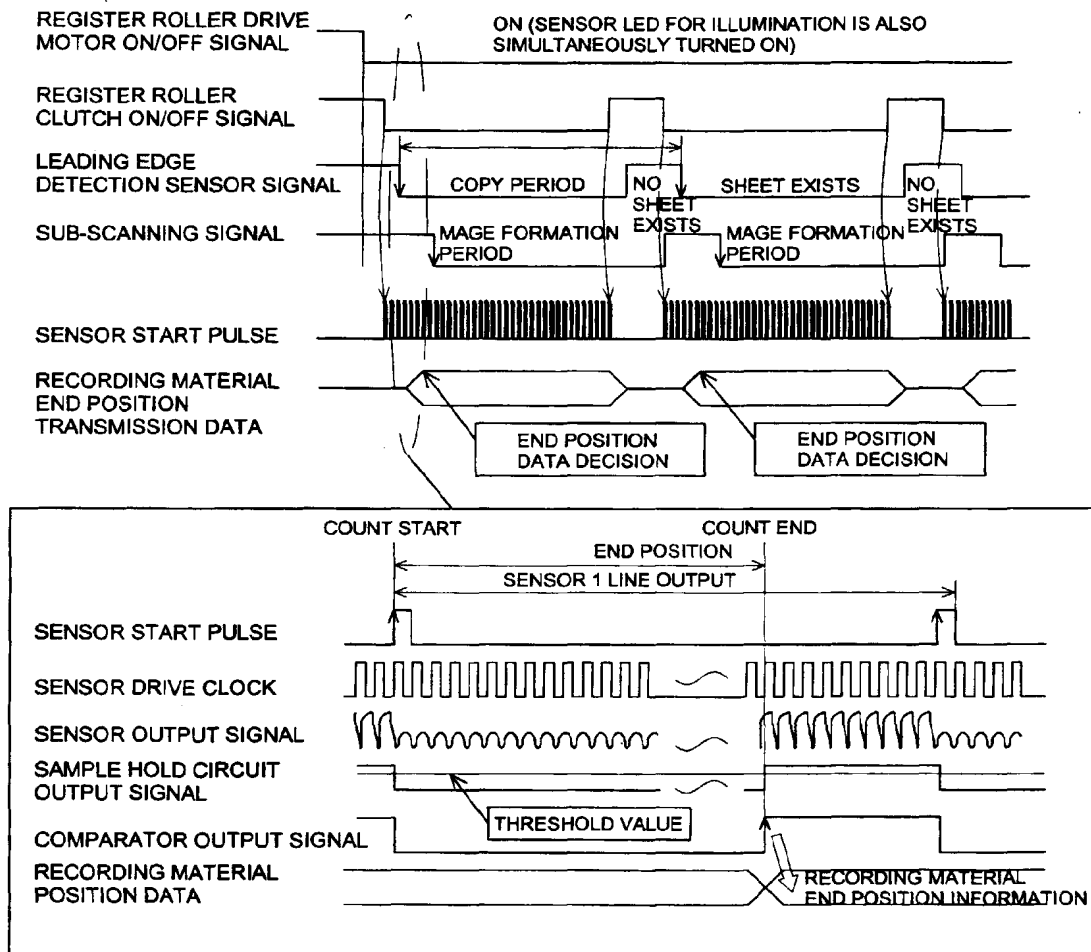 REGISTER ROLLER DRIVE
MOTOR ON/OFF SIGNAL
ON (SENSOR LED FOR ILLUMINATION IS ALSO
SIMULTANEOUSLY TURNED ON)
REGISTER ROLLER
CLUTCH ON/OFF SIGNAL
LEADING EDGE
DETECTION SENSOR SIGNAL
COPY PERIOD
NO
SHEET
EXISTS
SHEET EXISTS
NO
SHEET
EXISTS
SUB-SCANNING SIGNAL
MAGE FORMATION
PERIOD
MAGE FORMATION
PERIOD
SENSOR START PULSE
RECORDING MATERIAL
END POSITION
TRANSMISSION DATA
END POSITION
DATA DECISION
END POSITION
DATA DECISION
COUNT START
COUNT END
END POSITION
SENSOR 1 LINE OUTPUT
SENSOR START PULSE
SENSOR DRIVE CLOCK
SENSOR OUTPUT SIGNAL
SAMPLE HOLD CIRCUIT
OUTPUT SIGNAL
THRESHOLD VALUE
COMPARATOR OUTPUT SIGNAL
RECORDING MATERIAL
POSITION DATA
RECORDING MATERIAL
END POSITION INFORMATION